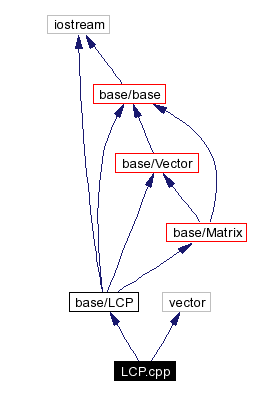 iostream
base/base
base/Vector
base/Matrix
base/LCP
vector
LCP.cpp